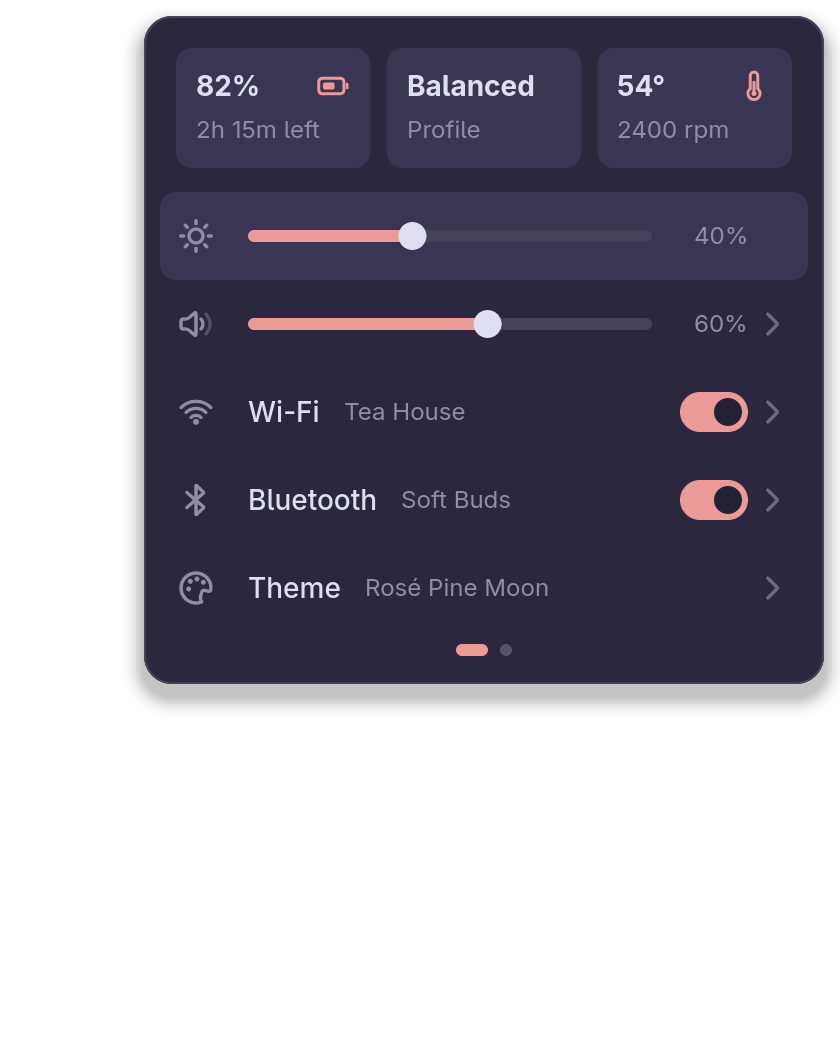 82%
2h 15m left
Balanced
Profile
54°
2400 rpm
40%
60%
Wi-Fi Tea House
Bluetooth Soft Buds
Theme Rosé Pine Moon